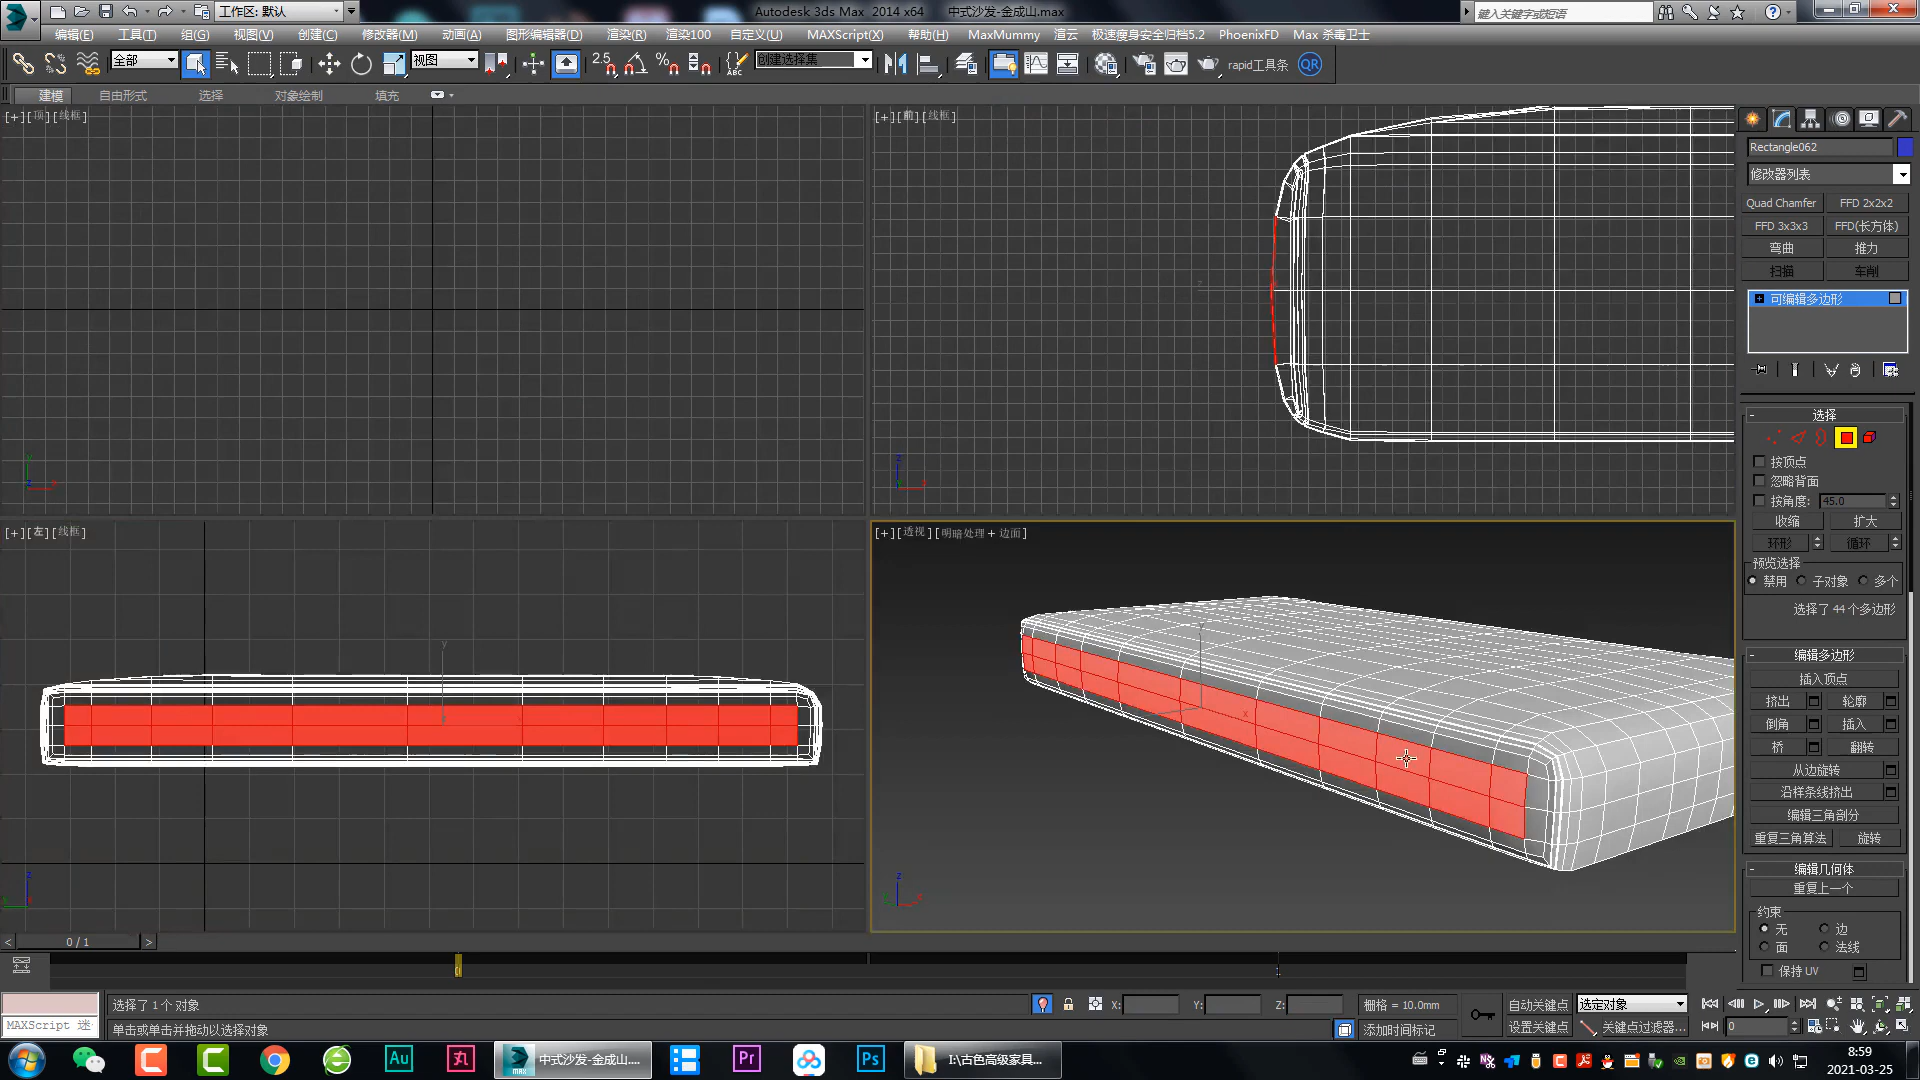 工作区: 默认
Autodesk 3ds Max 2014 x64 中式沙发-金成山.max
键入关键字或短语
编辑(E) 工具(T) 组(G) 视图(V) 创建(C) 修改器(M) 动画(A) 图形编辑器(D) 渲染(R) 渲染100 自定义(U) MAXScript(X) 帮助(H) MaxMummy 渲云 极速瘦身安全归档5.2 PhoenixFD Max 杀毒卫士
全部 视图 2.5 创建选择集 rapid工具条 QR
建模 自由形式 选择 对象绘制 填充
[+][顶][线框]
[+][前][线框]
[+][左][线框]
[+][透视][明暗处理 + 边面]
Rectangle062
修改器列表
Quad Chamfer FFD 2x2x2
FFD 3x3x3 FFD(长方体)
弯曲 推力
扫描 车削
可编辑多边形
选择
按顶点
忽略背面
按角度: 45.0
收缩 扩大
环形 循环
预览选择
禁用 子对象 多个
选择了 44 个多边形
编辑多边形
插入顶点
挤出 轮廓
倒角 插入
桥 翻转
从边旋转
沿样条线挤出
编辑三角剖分
重复三角算法 旋转
编辑几何体
重复上一个
约束
无 边
面 法线
保持 UV
0 / 1
选择了 1 个 对象
X: Y: Z: 栅格 = 10.0mm
自动关键点 选定对象
MAXScript 迷
单击或单击并拖动以选择对象
添加时间标记
设置关键点 关键点过滤器...
0
Au
中式沙发-金成山....
Pr
Ps
I:\古色高级家具...
8:59
2021-03-25